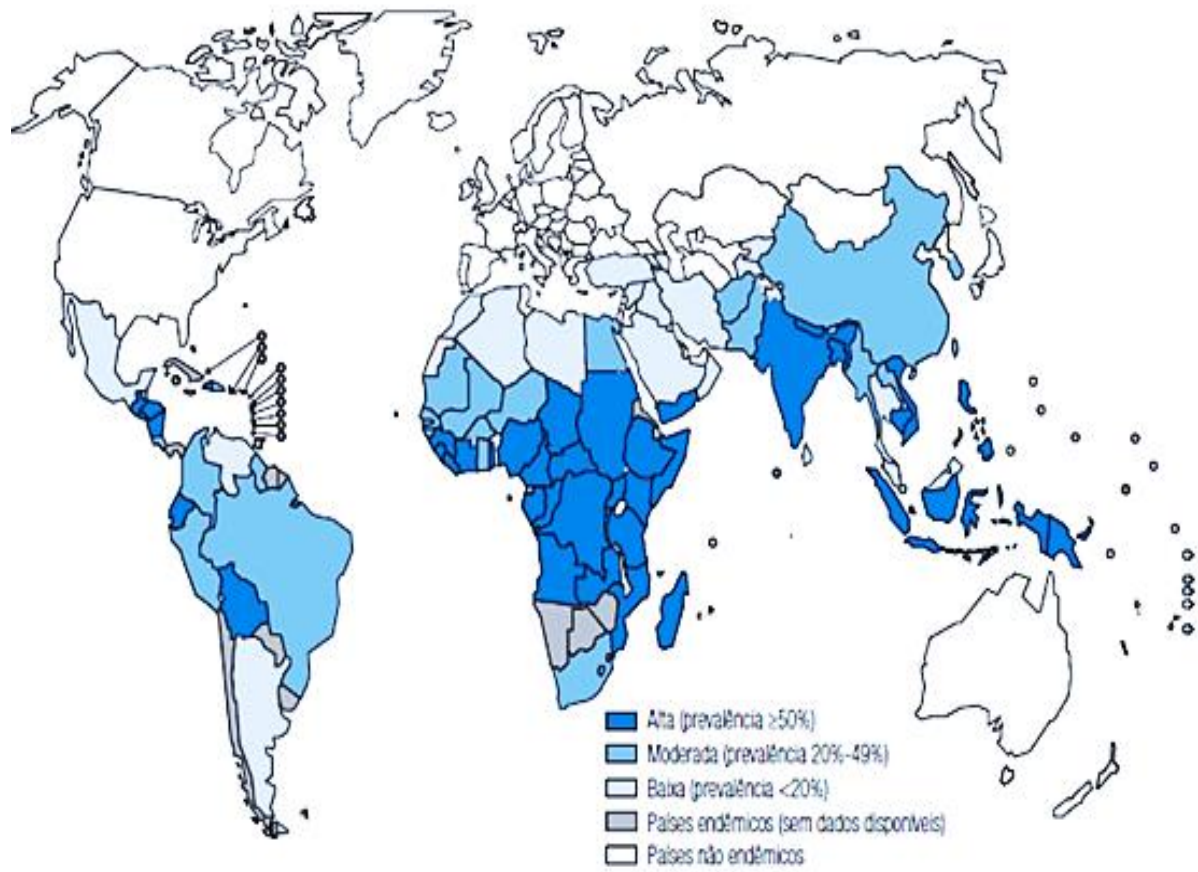 Alta (prevalência ≥50%)
Moderada (prevalência 20%-49%)
Baixa (prevalência <20%)
Países endêmicos (sem dados disponíveis)
Países não endêmicos